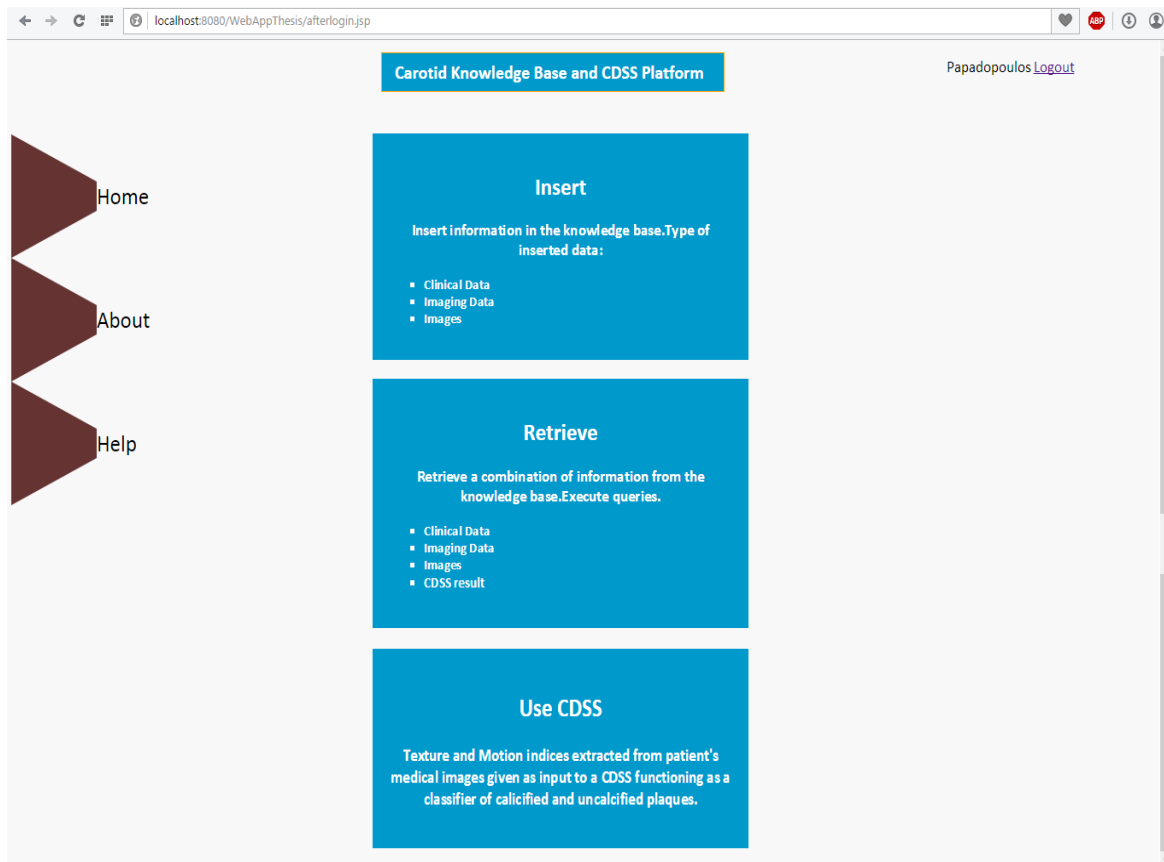 localhost:8080/WebAppThesis/afterlogin.jsp
ABP
Carotid Knowledge Base and CDSS Platform
Papadopoulos Logout
Home
About
Help
Insert
Insert information in the knowledge base.Type of
inserted data:
▪ Clinical Data
▪ Imaging Data
▪ Images
Retrieve
Retrieve a combination of information from the
knowledge base.Execute queries.
▪ Clinical Data
▪ Imaging Data
▪ Images
▪ CDSS result
Use CDSS
Texture and Motion indices extracted from patient's
medical images given as input to a CDSS functioning as a
classifier of calicified and uncalcified plaques.